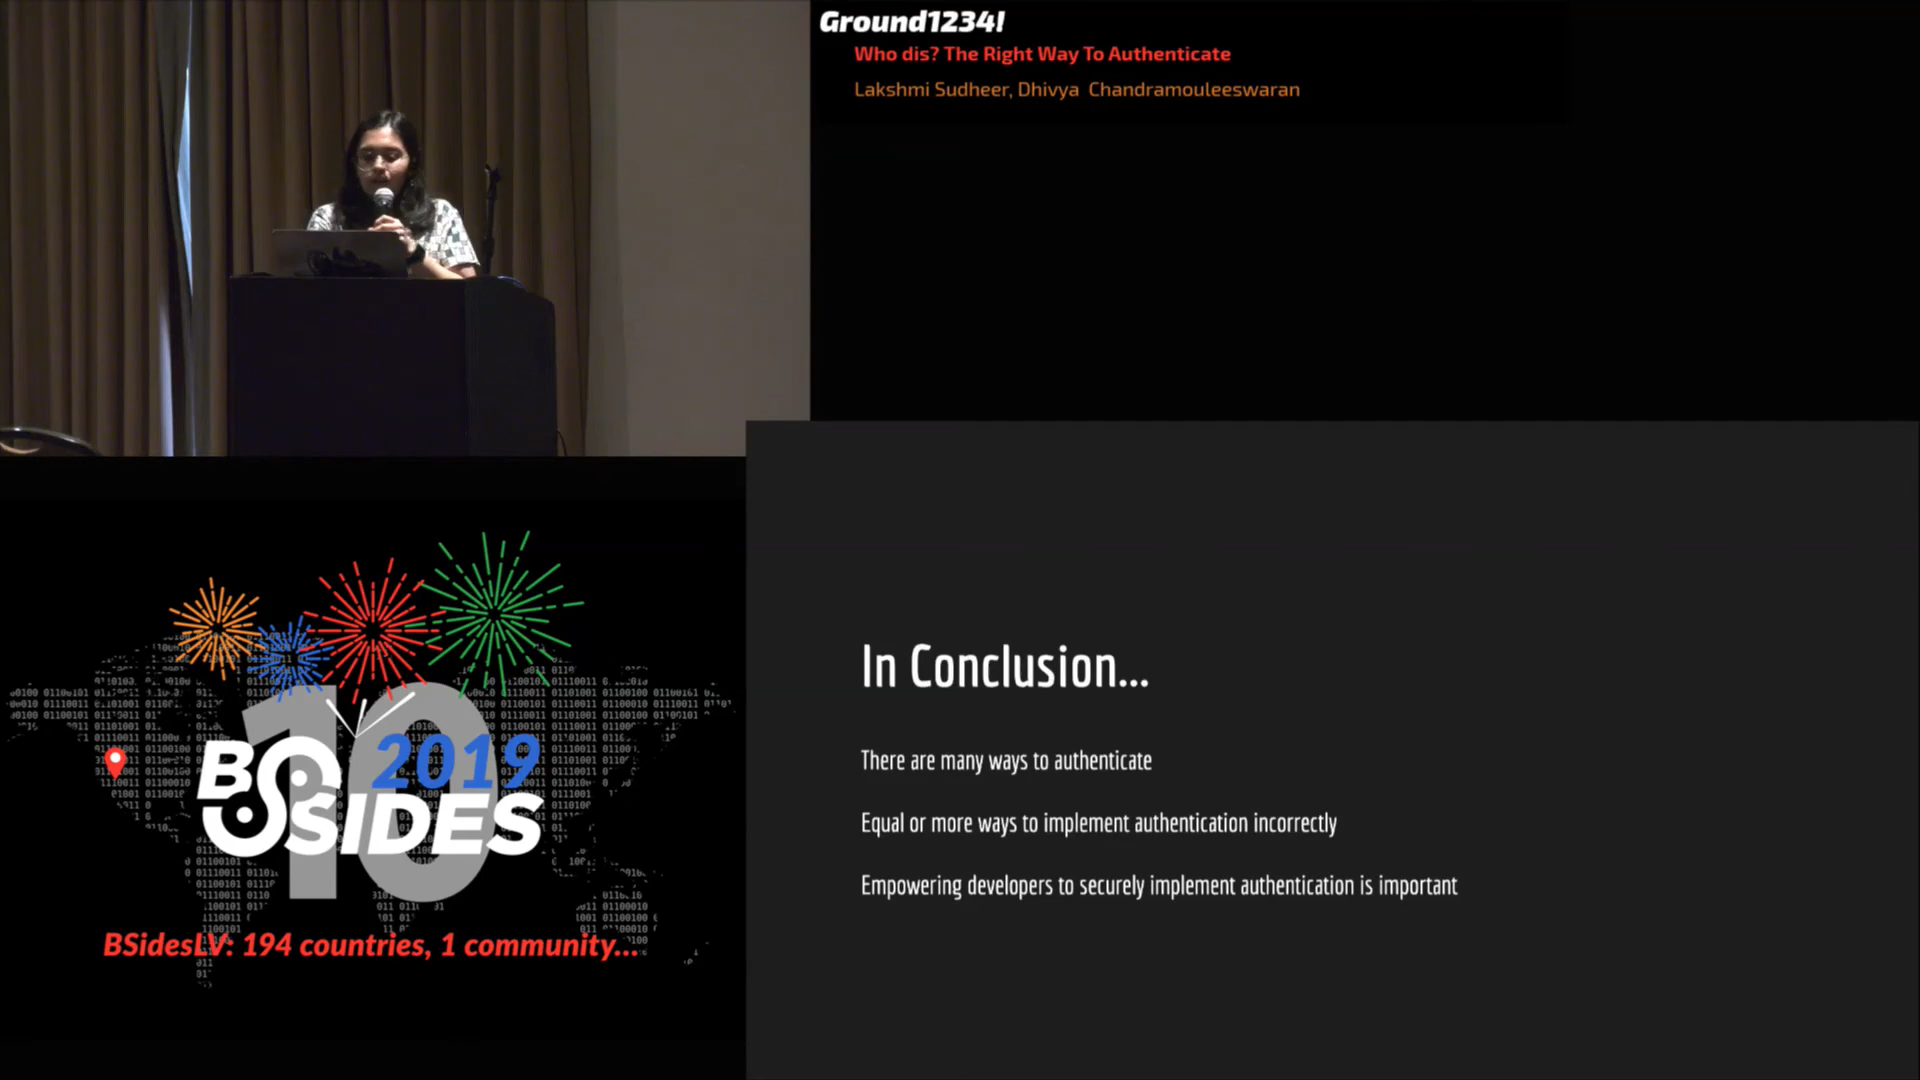 Ground1234!
Who dis? The Right Way To Authenticate
Lakshmi Sudheer, Dhivya Chandramouleeswaran
10
2019
BSIDES
BSidesLV: 194 countries, 1 community...
In Conclusion...
There are many ways to authenticate
Equal or more ways to implement authentication incorrectly
Empowering developers to securely implement authentication is important